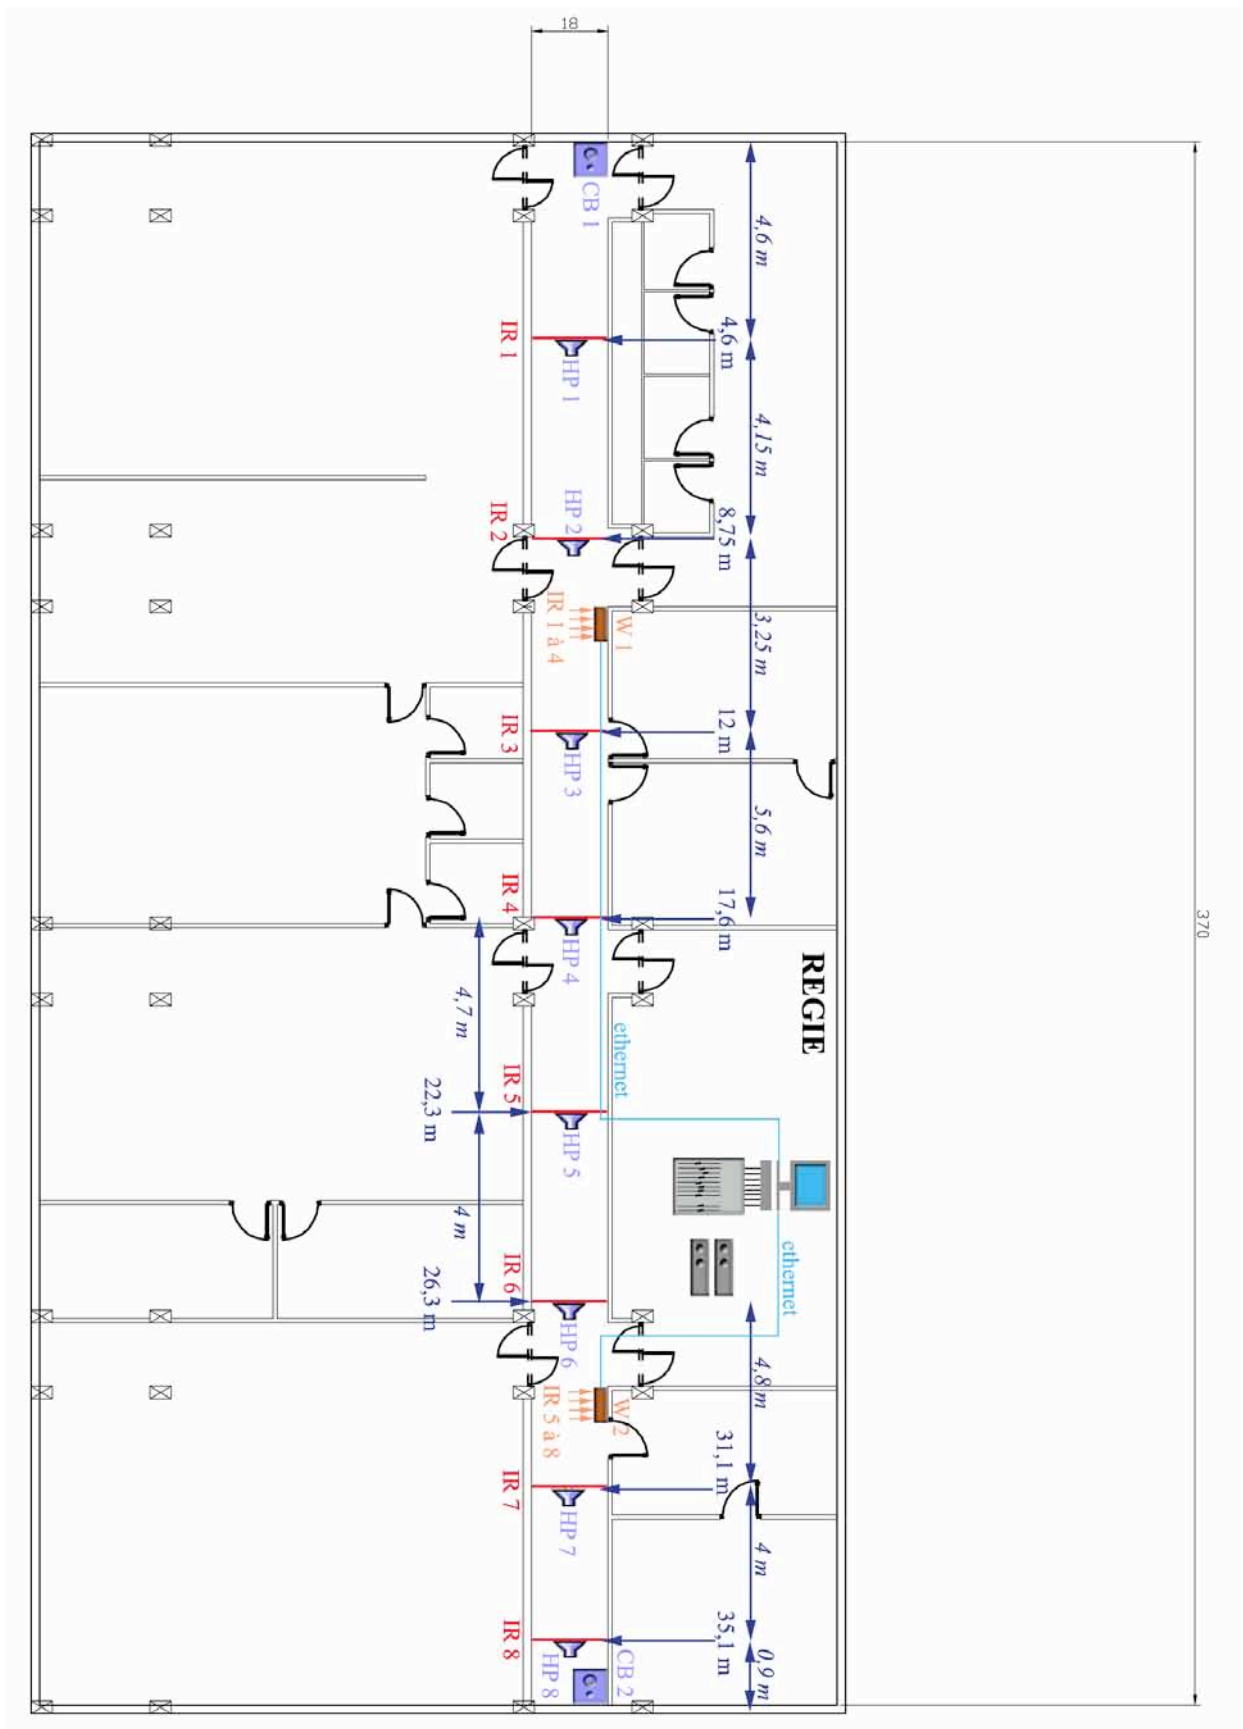 18
370
CB 1
4,6 m
4,6 m
IR 1
HP 1
4,15 m
8,75 m
IR 2
HP 2
3,25 m
W 1
IR 1 à 4
12 m
IR 3
HP 3
5,6 m
17,6 m
IR 4
HP 4
REGIE
4,7 m
ethernet
22,3 m
IR 5
HP 5
4 m
ethernet
26,3 m
IR 6
HP 6
4,8 m
W 2
IR 5 à 8
31,1 m
IR 7
HP 7
4 m
35,1 m
IR 8
HP 8
CB 2
0,9 m